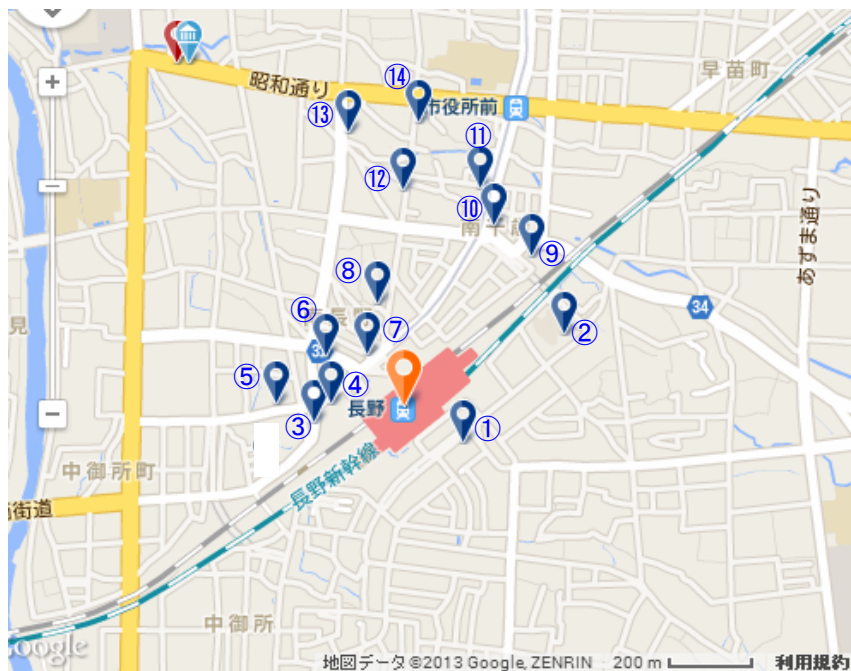 早苗町
昭和通り
⑭
市役所前
⑬
⑪
⑫
⑩
南千
⑨
あずま通り
⑧
34
②
⑥
長
⑦
見
⑤
④
長野
③
①
中御所町
長野新幹線
街道
中御所
地図データ ©2013 Google, ZENRIN
200 m
利用規約